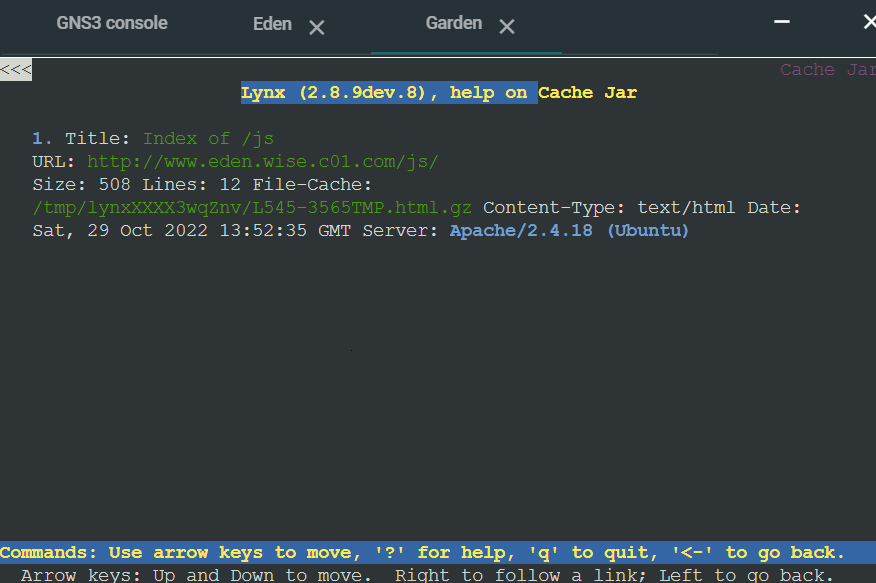 GNS3 console Eden Garden
<<< Cache Jar
Lynx (2.8.9dev.8), help on Cache Jar
1. Title: Index of /js
URL: http://www.eden.wise.c01.com/js/
Size: 508 Lines: 12 File-Cache:
/tmp/lynxXXXX3wqZnv/L545-3565TMP.html.gz Content-Type: text/html Date:
Sat, 29 Oct 2022 13:52:35 GMT Server: Apache/2.4.18 (Ubuntu)
Commands: Use arrow keys to move, '?' for help, 'q' to quit, '<-' to go back.
Arrow keys: Up and Down to move. Right to follow a link; Left to go back.